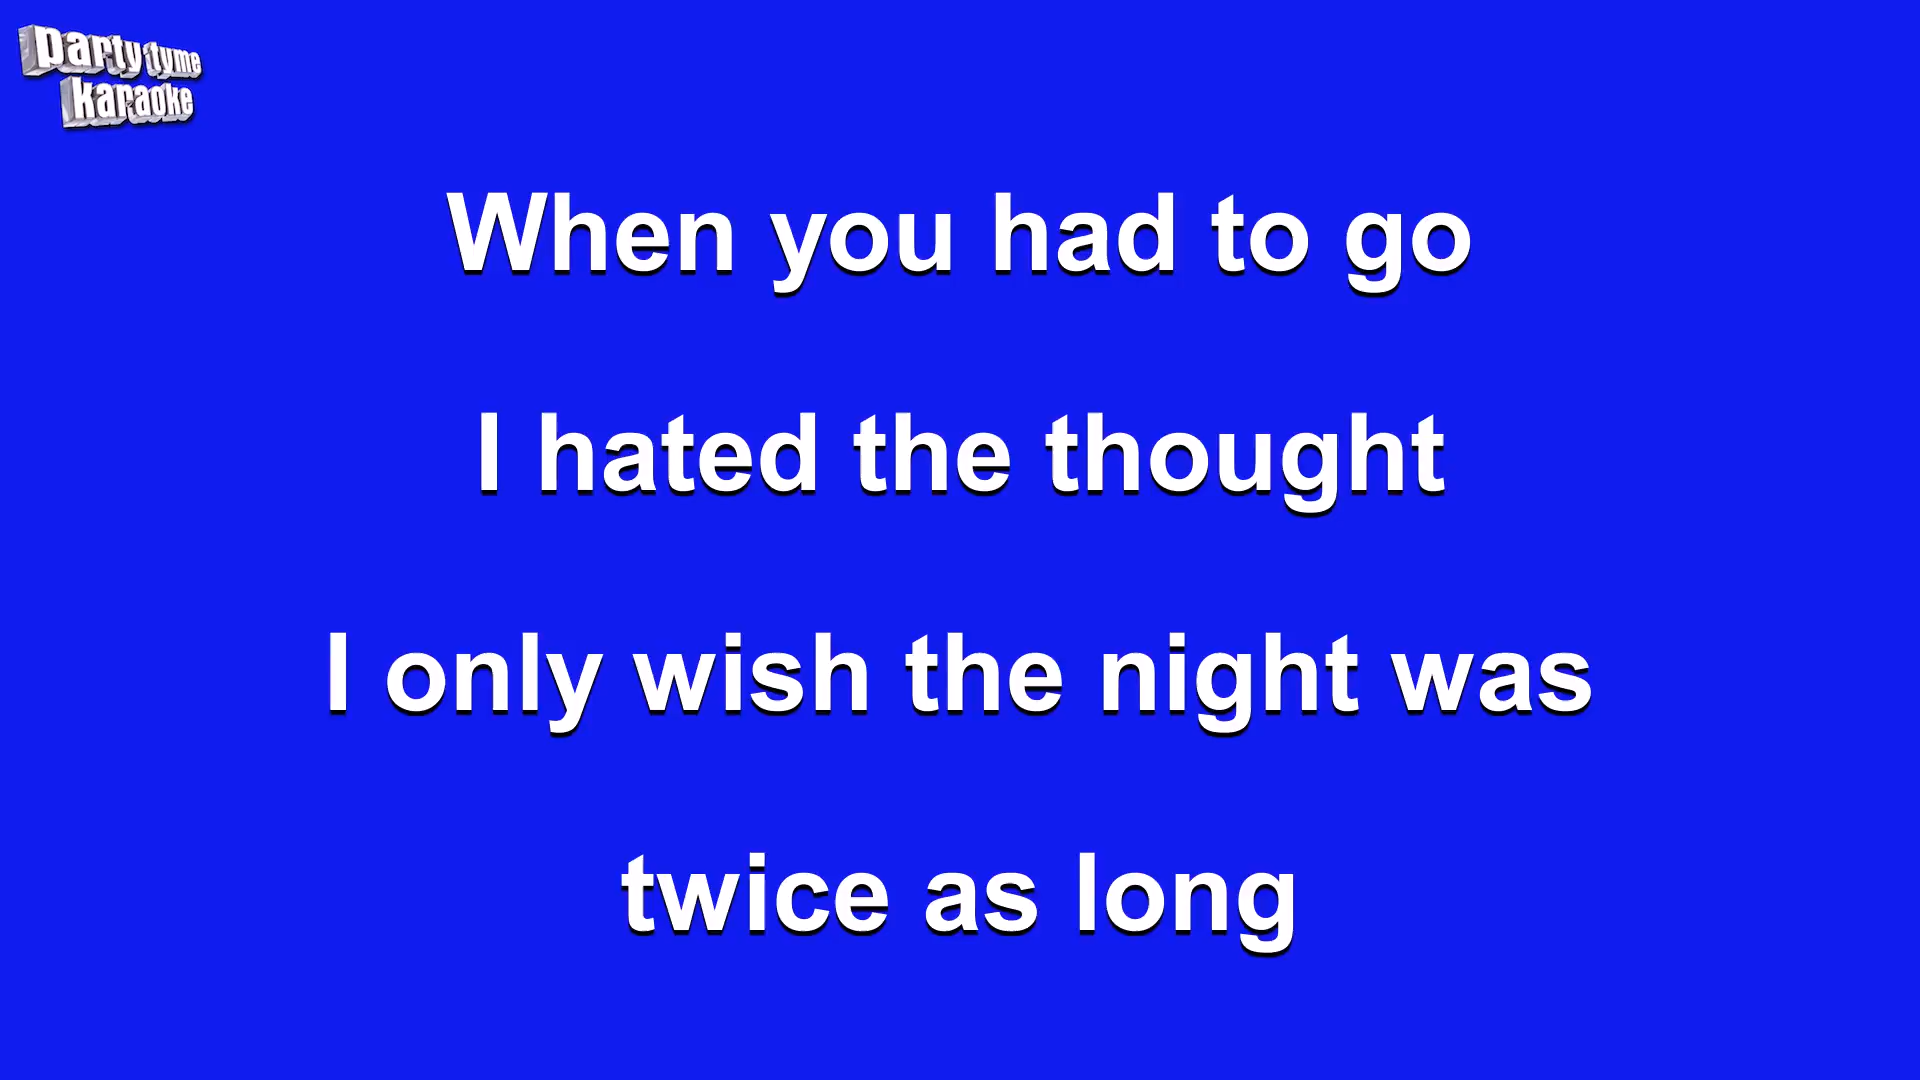 party tyme
karaoke
When you had to go
I hated the thought
I only wish the night was
twice as long